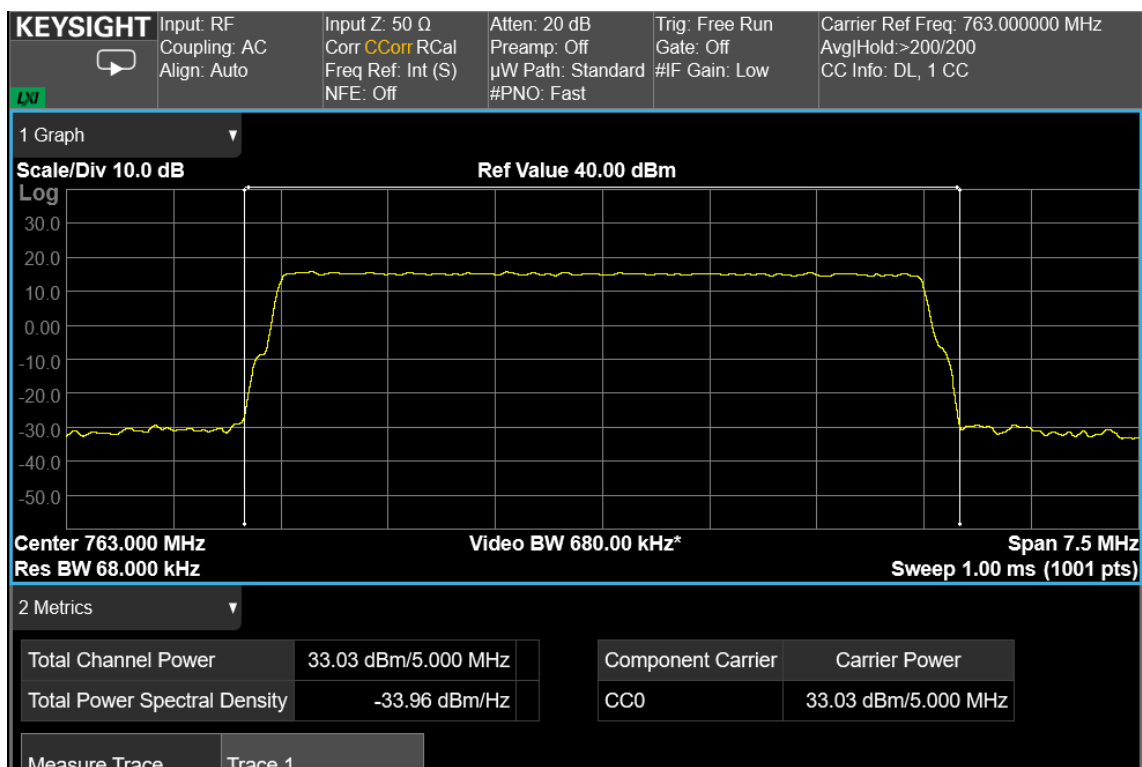 KEYSIGHT Input: RF Input Z: 50 Ω Atten: 20 dB Trig: Free Run Carrier Ref Freq: 763.000000 MHz
Coupling: AC Corr CCorr RCal Preamp: Off Gate: Off Avg|Hold:>200/200
Align: Auto Freq Ref: Int (S) µW Path: Standard #IF Gain: Low CC Info: DL, 1 CC
LXI NFE: Off #PNO: Fast
1 Graph
Scale/Div 10.0 dB Ref Value 40.00 dBm
Log
30.0
20.0
10.0
0.00
-10.0
-20.0
-30.0
-40.0
-50.0
Center 763.000 MHz Video BW 680.00 kHz* Span 7.5 MHz
Res BW 68.000 kHz Sweep 1.00 ms (1001 pts)
2 Metrics
Total Channel Power 33.03 dBm/5.000 MHz Component Carrier Carrier Power
Total Power Spectral Density -33.96 dBm/Hz CC0 33.03 dBm/5.000 MHz
Measure Trace Trace 1